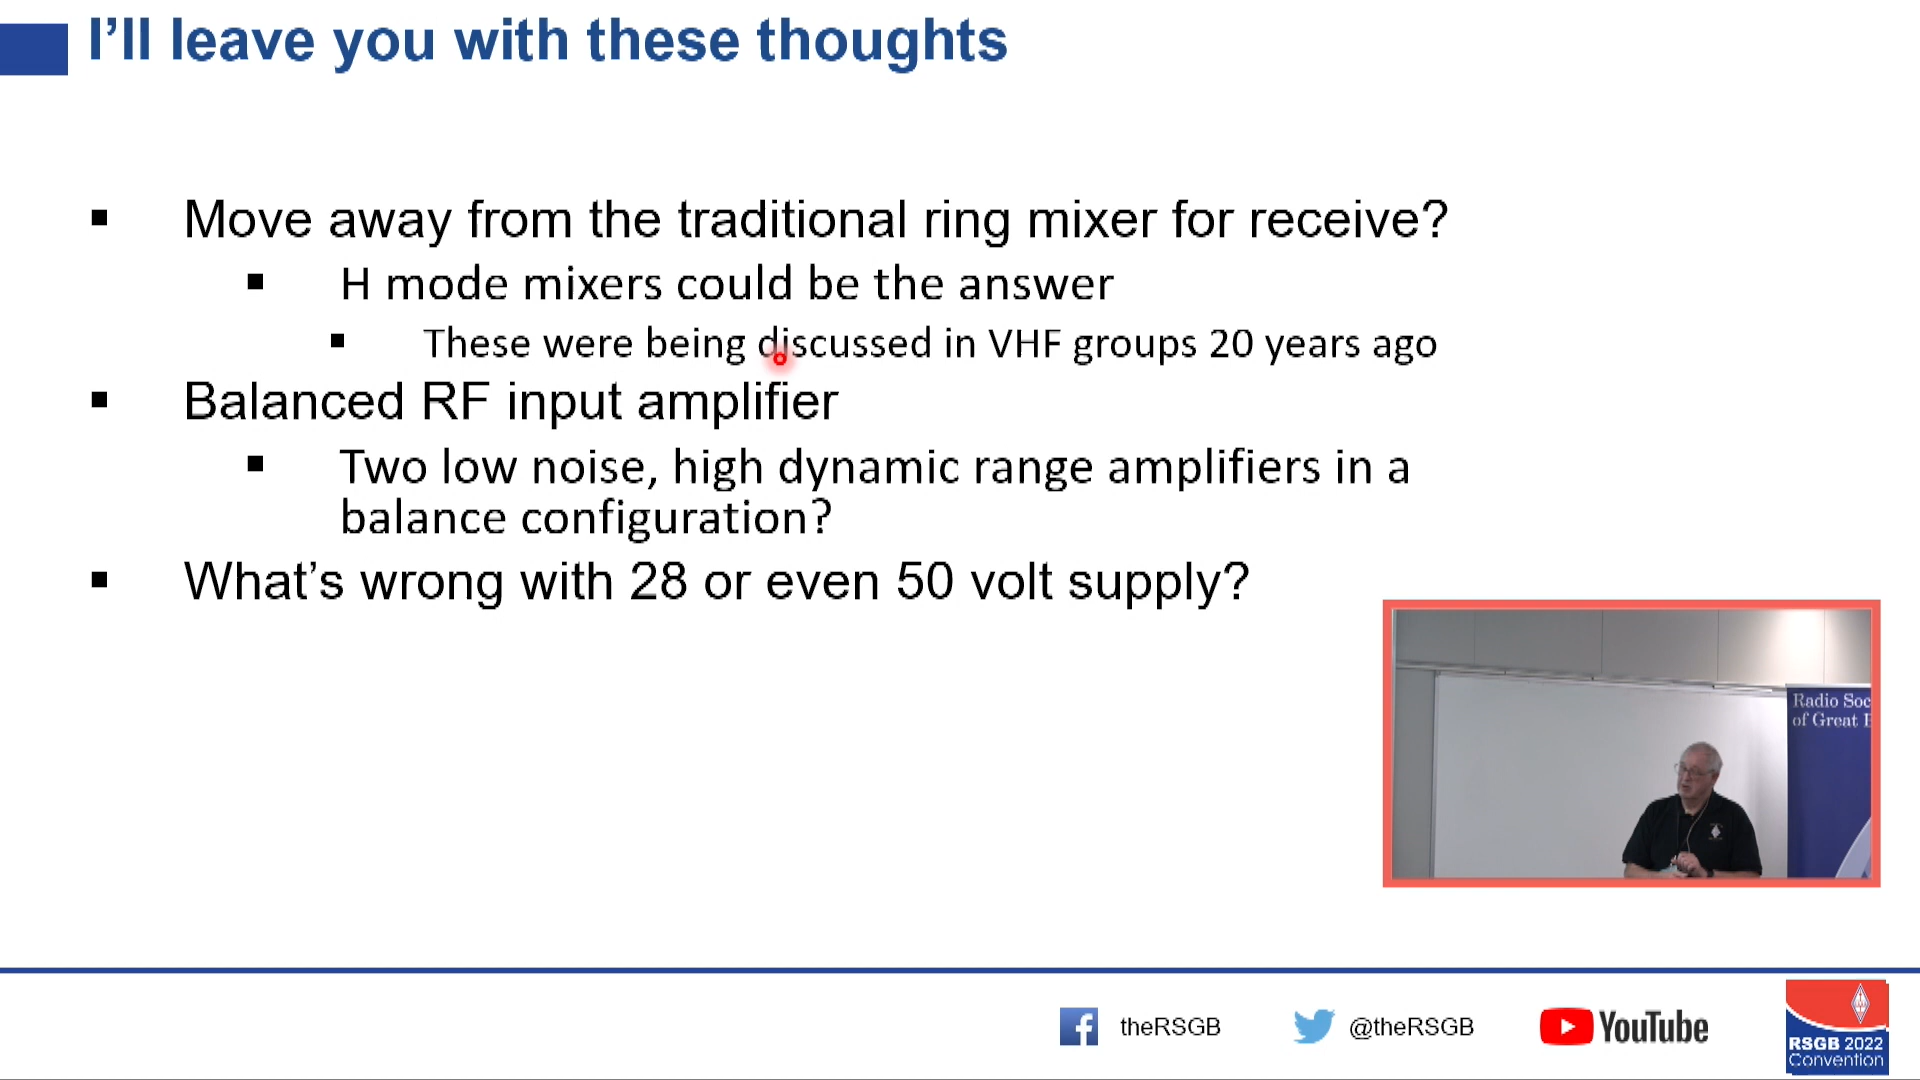 I’ll leave you with these thoughts
Move away from the traditional ring mixer for receive?
H mode mixers could be the answer
These were being discussed in VHF groups 20 years ago
Balanced RF input amplifier
Two low noise, high dynamic range amplifiers in a
balance configuration?
What’s wrong with 28 or even 50 volt supply?
Radio Soc
of Great
theRSGB
@theRSGB
YouTube
RSGB 2022
Convention